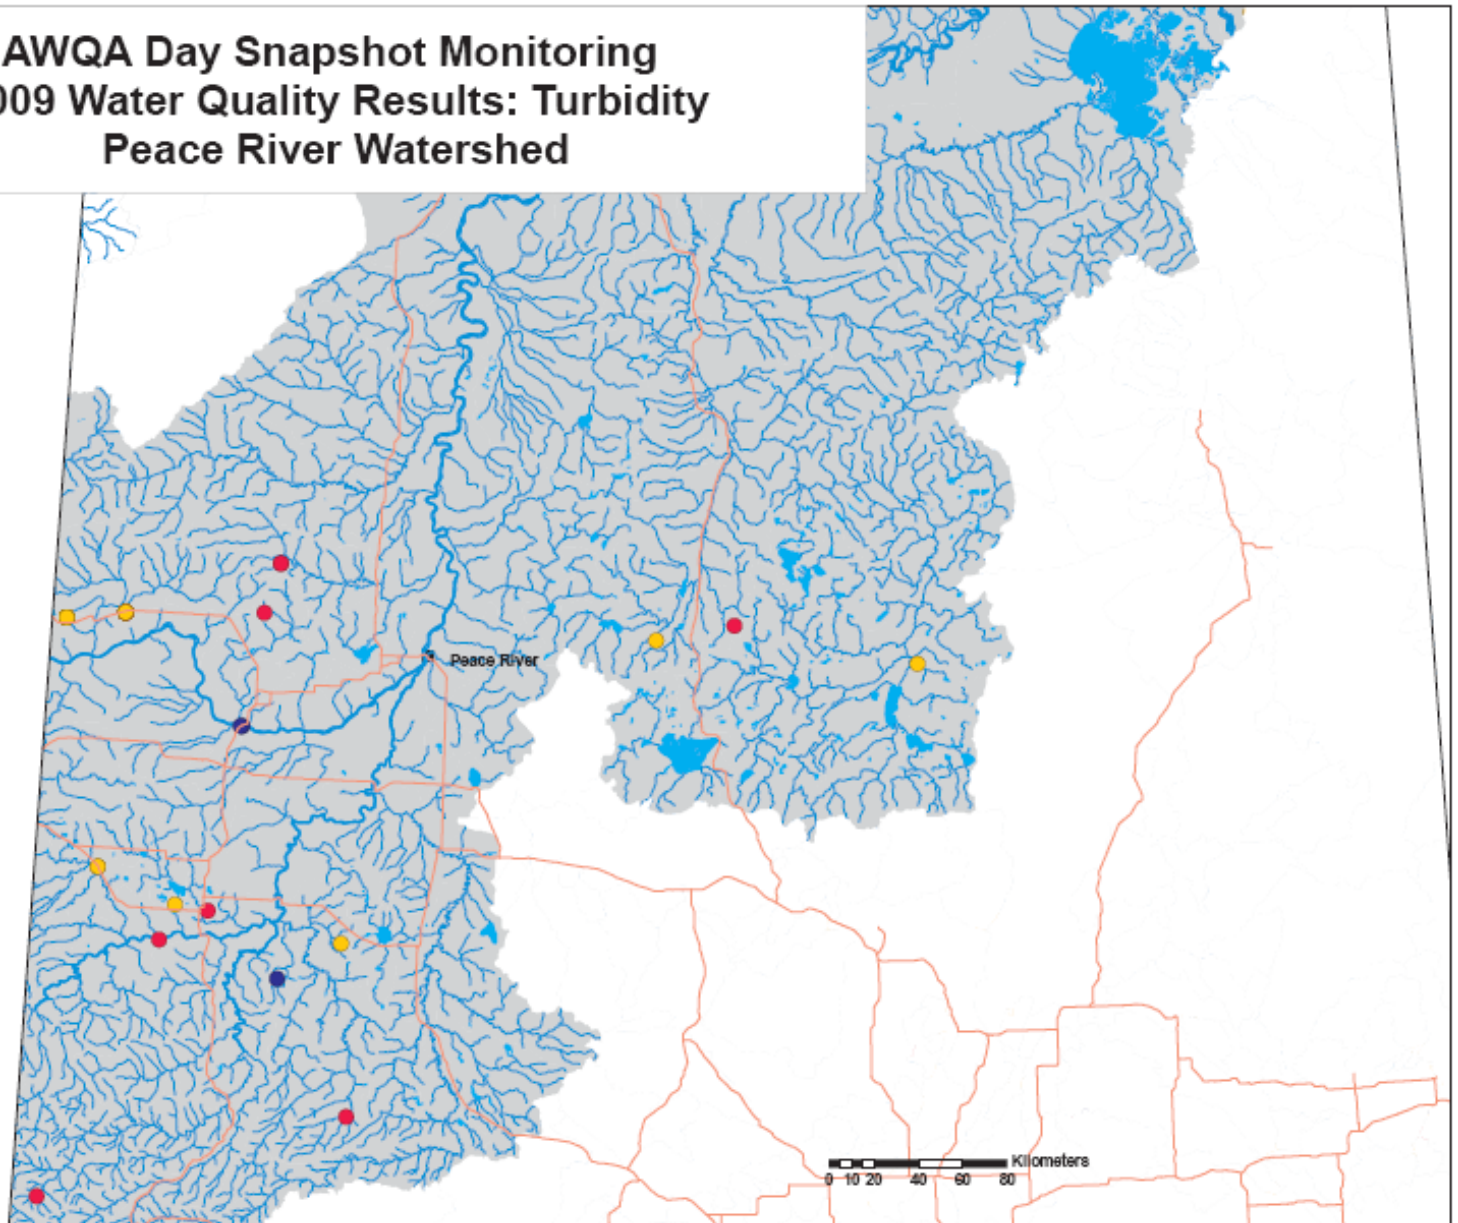 AWQA Day Snapshot Monitoring
009 Water Quality Results: Turbidity
Peace River Watershed
Peace River
Kilometers
0 10 20 40 60 80